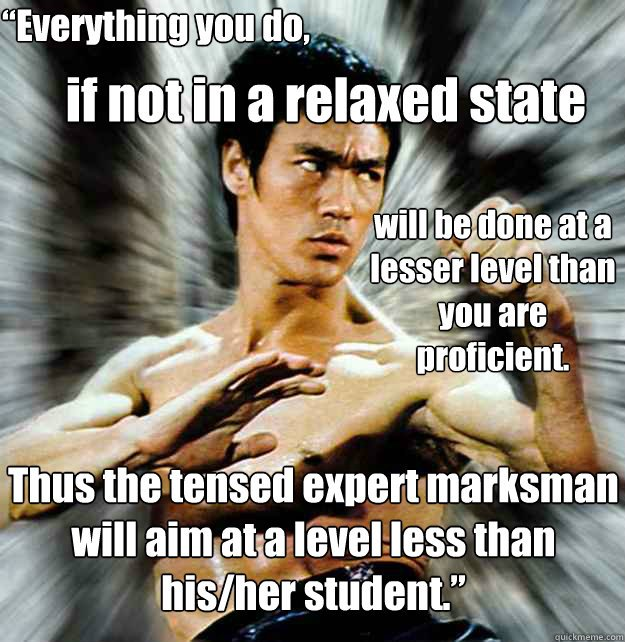 “Everything you do,
if not in a relaxed state
will be done at a
lesser level than
you are
proficient.
Thus the tensed expert marksman
will aim at a level less than
his/her student.”
quickmeme.com